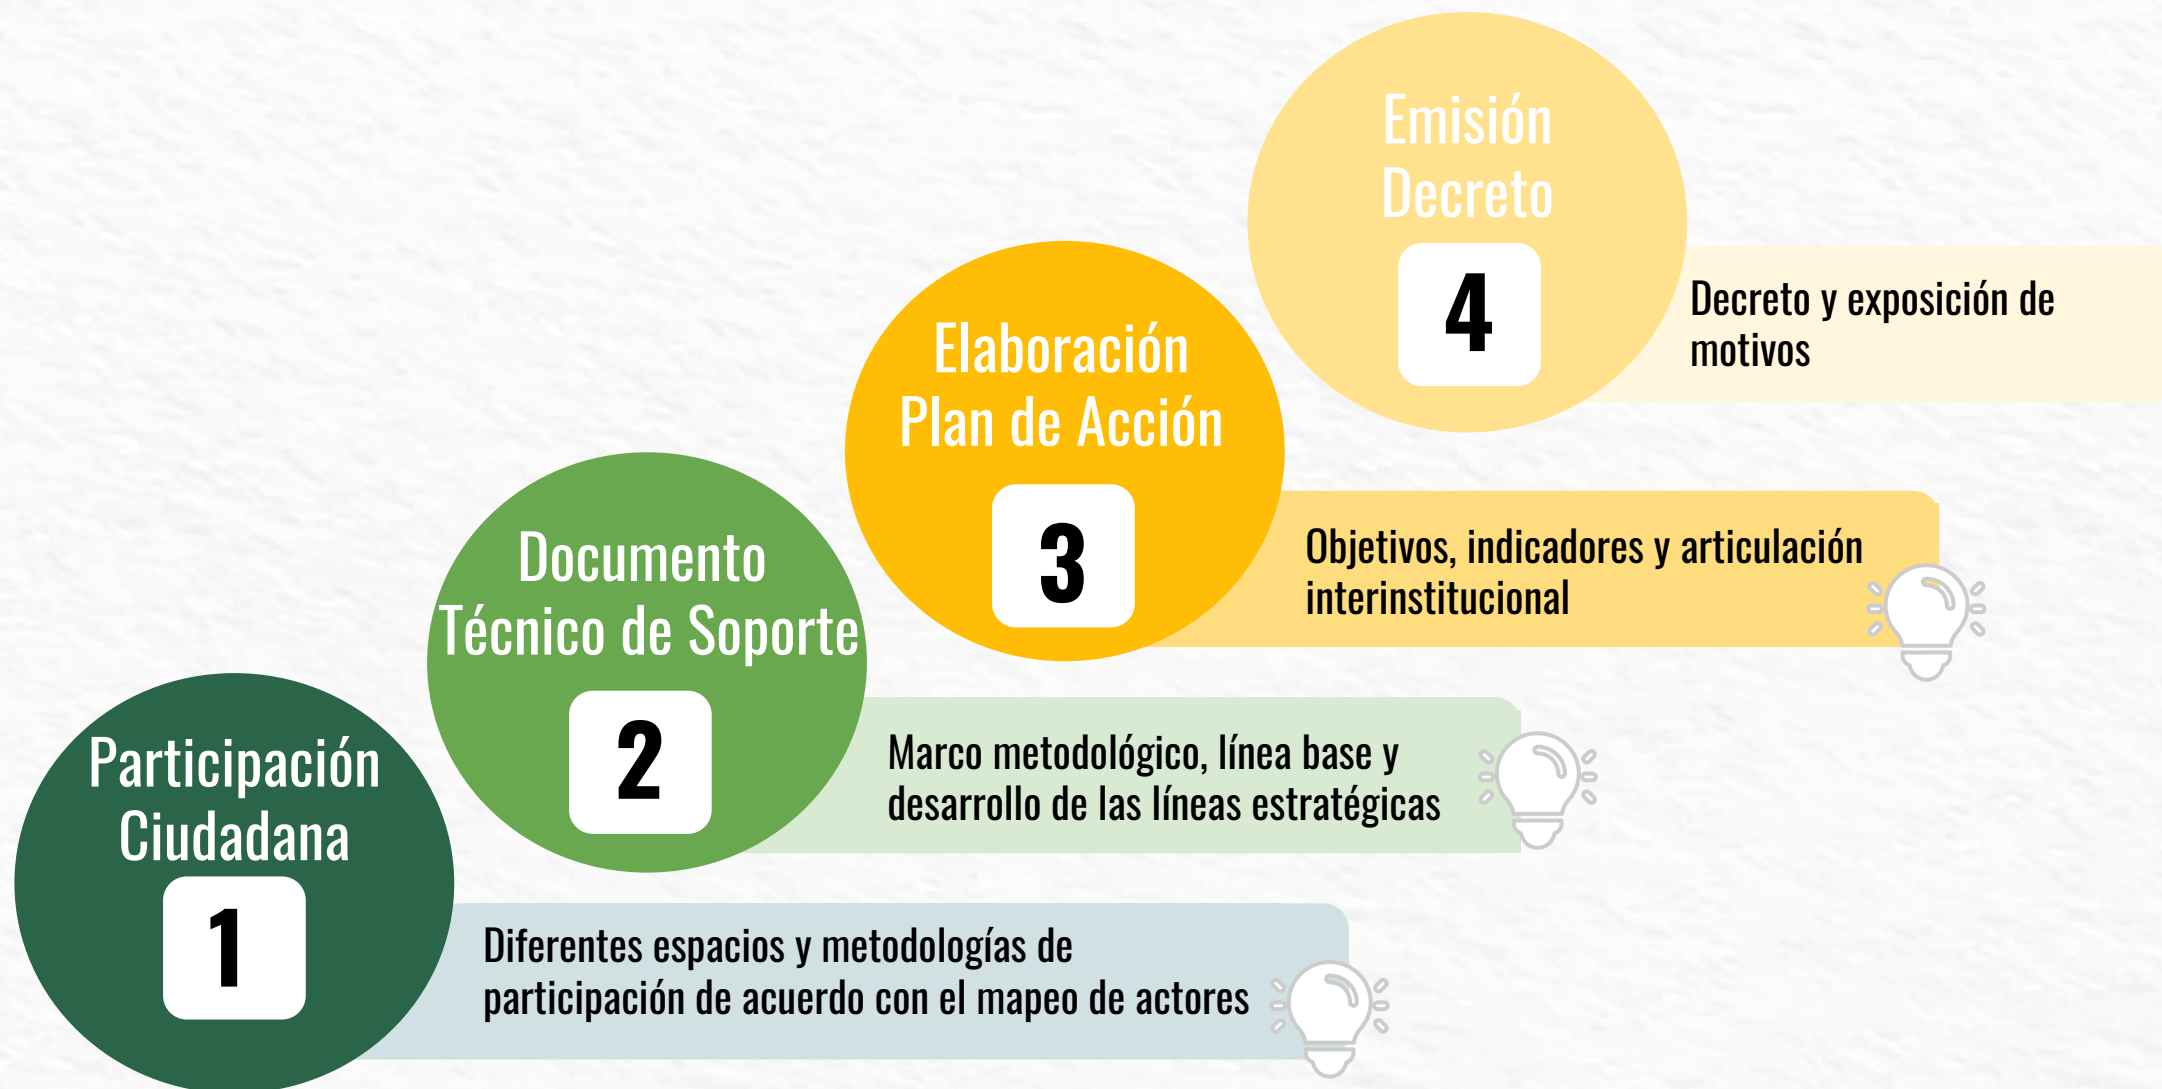 Participación
Ciudadana
1
Diferentes espacios y metodologías de
participación de acuerdo con el mapeo de actores
Documento
Técnico de Soporte
2
Marco metodológico, línea base y
desarrollo de las líneas estratégicas
Elaboración
Plan de Acción
3
Objetivos, indicadores y articulación
interinstitucional
Emisión
Decreto
4
Decreto y exposición de
motivos